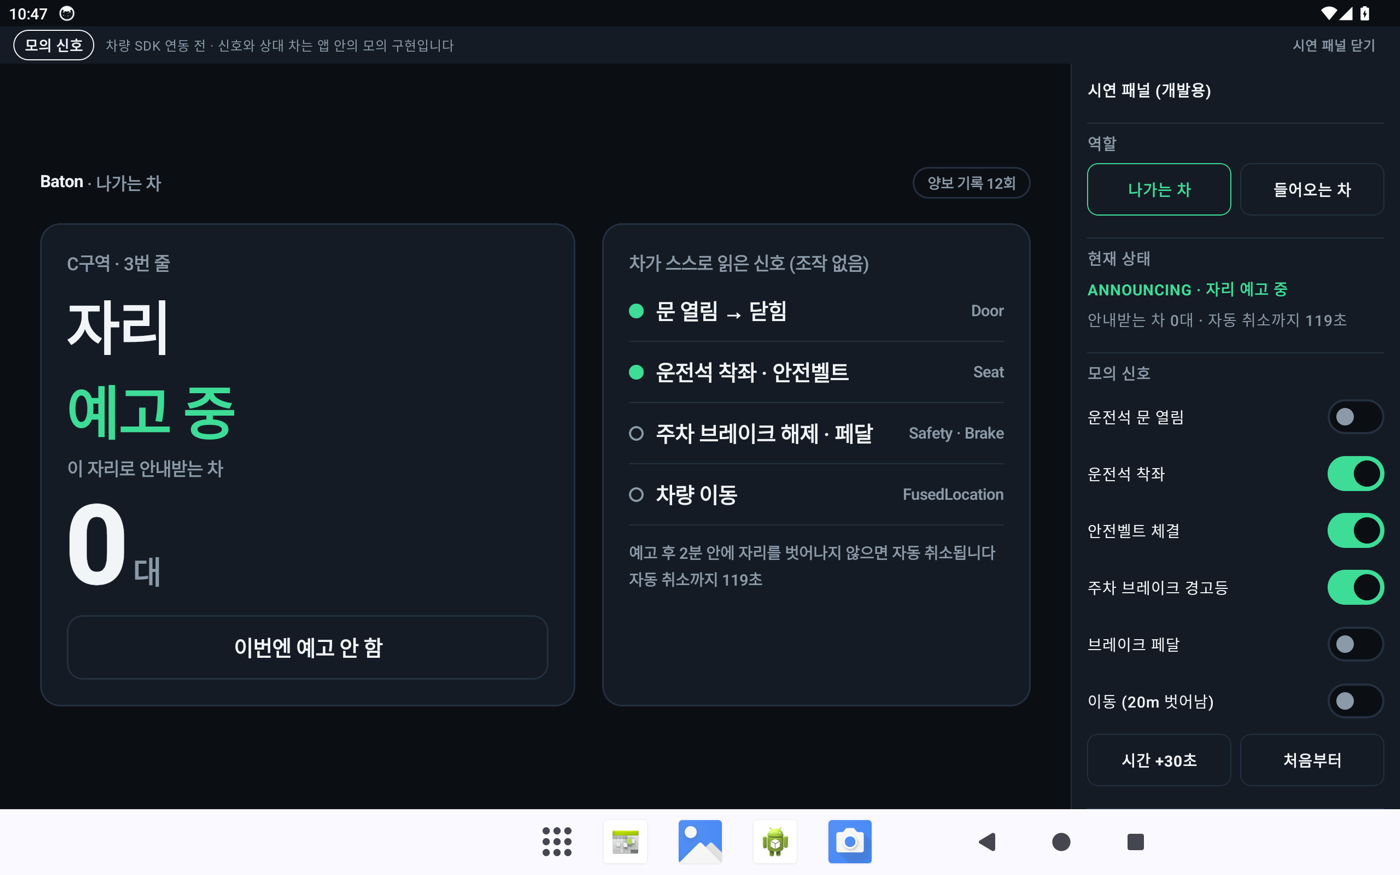 10:47
모의 신호
차량 SDK 연동 전 · 신호와 상대 차는 앱 안의 모의 구현입니다
시연 패널 닫기
Baton · 나가는 차
양보 기록 12회
C구역 · 3번 줄
자리
예고 중
이 자리로 안내받는 차
0 대
이번엔 예고 안 함
차가 스스로 읽은 신호 (조작 없음)
문 열림 → 닫힘
Door
운전석 착좌 · 안전벨트
Seat
주차 브레이크 해제 · 페달
Safety · Brake
차량 이동
FusedLocation
예고 후 2분 안에 자리를 벗어나지 않으면 자동 취소됩니다
자동 취소까지 119초
시연 패널 (개발용)
역할
나가는 차
들어오는 차
현재 상태
ANNOUNCING · 자리 예고 중
안내받는 차 0대 · 자동 취소까지 119초
모의 신호
운전석 문 열림
운전석 착좌
안전벨트 체결
주차 브레이크 경고등
브레이크 페달
이동 (20m 벗어남)
시간 +30초
처음부터